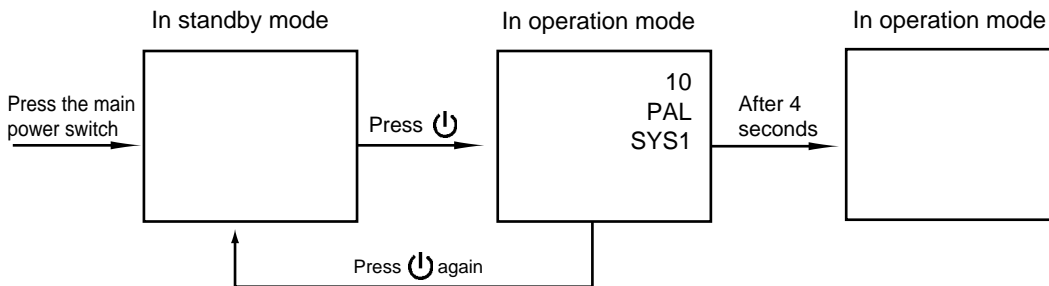 In standby mode
In operation mode
In operation mode
Press the main
power switch
Press
10
PAL
SYS1
After 4
seconds
Press again